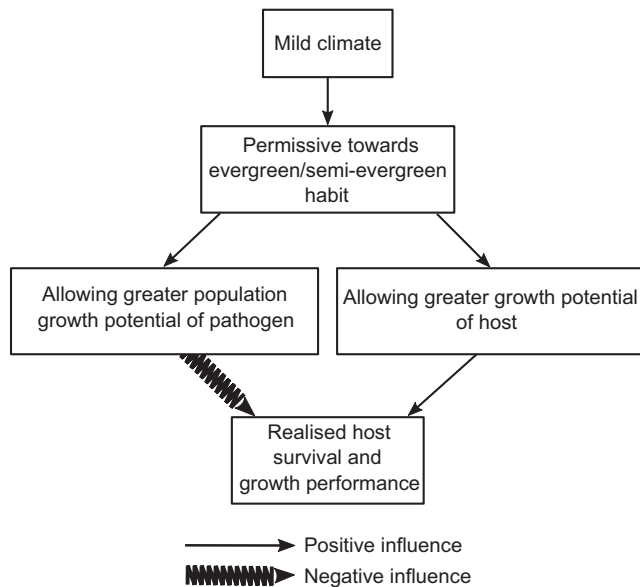 Mild climate
Permissive towards
evergreen/semi-evergreen
habit
Allowing greater population
growth potential of pathogen
Allowing greater growth potential
of host
Realised host
survival and
growth performance
Positive influence
Negative influence